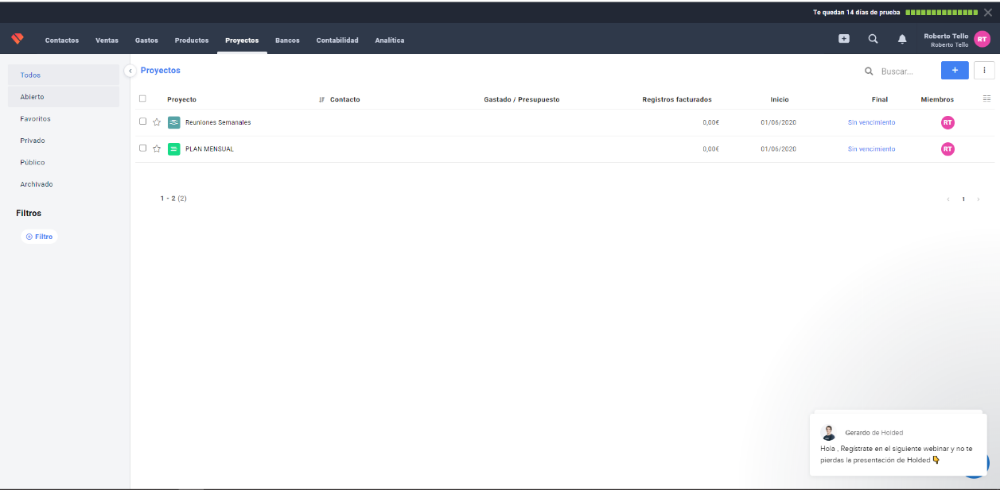 Te quedan 14 días de prueba
Contactos Ventas Gastos Productos Proyectos Bancos Contabilidad Analítica Roberto Tello RT
Roberto Tello
Todos
Abierto
Favoritos
Privado
Público
Archivado
Filtros
Filtro
Proyectos Buscar...
Proyecto Contacto Gastado / Presupuesto Registros facturados Inicio Final Miembros
Reuniones Semanales 0,00€ 01/06/2020 Sin vencimiento RT
PLAN MENSUAL 0,00€ 01/06/2020 Sin vencimiento RT
1 - 2 (2) 1
Gerardo de Holded
Hola , Regístrate en el siguiente webinar y no te
pierdas la presentación de Holded 👇